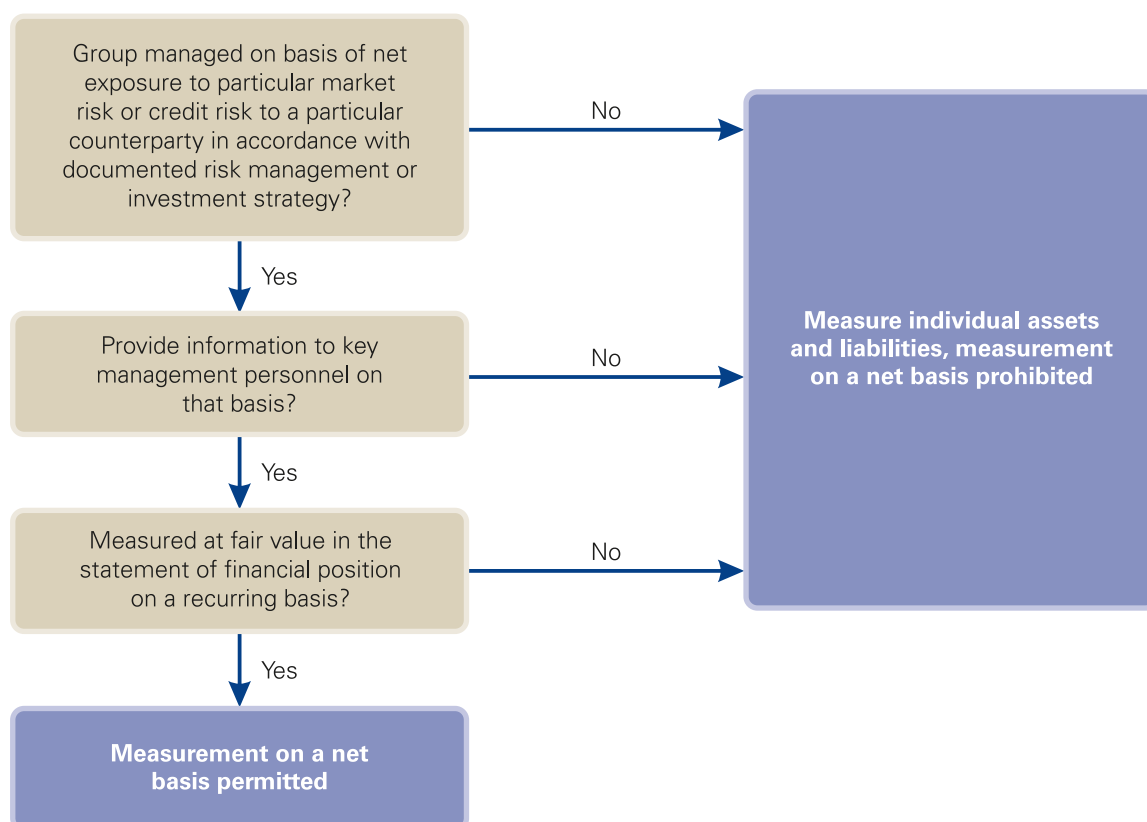 Group managed on basis of net
exposure to particular market
risk or credit risk to a particular
counterparty in accordance with
documented risk management or
investment strategy?
No
Yes
Provide information to key
management personnel on
that basis?
No
Measure individual assets
and liabilities, measurement
on a net basis prohibited
Yes
Measured at fair value in the
statement of financial position
on a recurring basis?
No
Yes
Measurement on a net
basis permitted